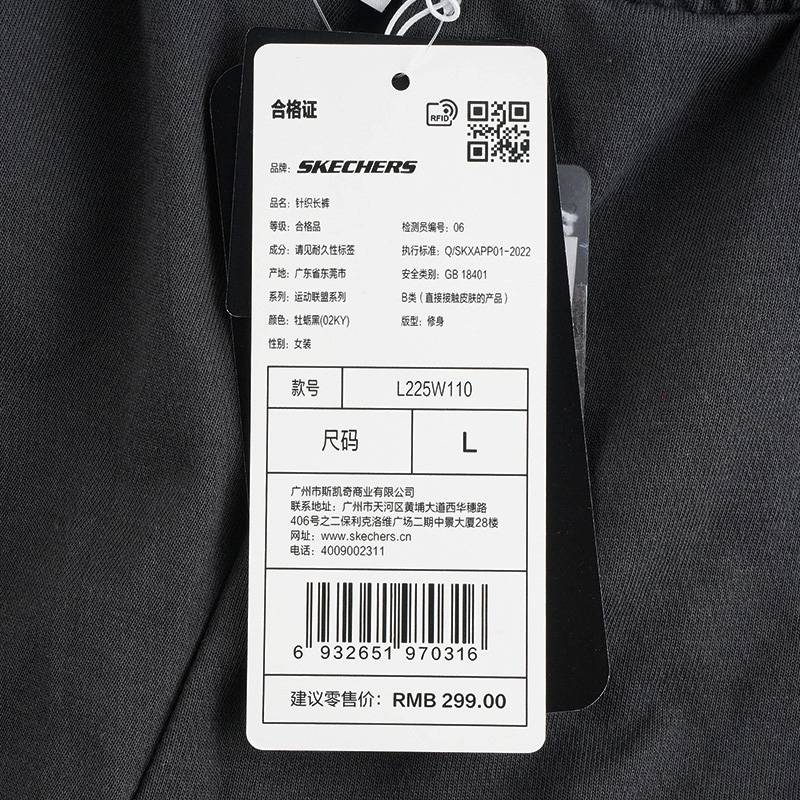 合格证
RFID
品牌: SKECHERS
品名: 针织长裤
等级: 合格品 检测员编号: 06
成分: 请见耐久性标签 执行标准: Q/SKXAPP01-2022
产地: 广东省东莞市 安全类别: GB 18401
系列: 运动联盟系列 B类 (直接接触皮肤的产品)
颜色: 牡蛎黑(02KY) 版型: 修身
性别: 女装
款号 L225W110
尺码 L
广州市斯凯奇商业有限公司
联系地址: 广州市天河区黄埔大道西华穗路
406号之二保利克洛维广场二期中景大厦28楼
网址: www.skechers.cn
电话: 4009002311
6 932651 970316
建议零售价: RMB 299.00